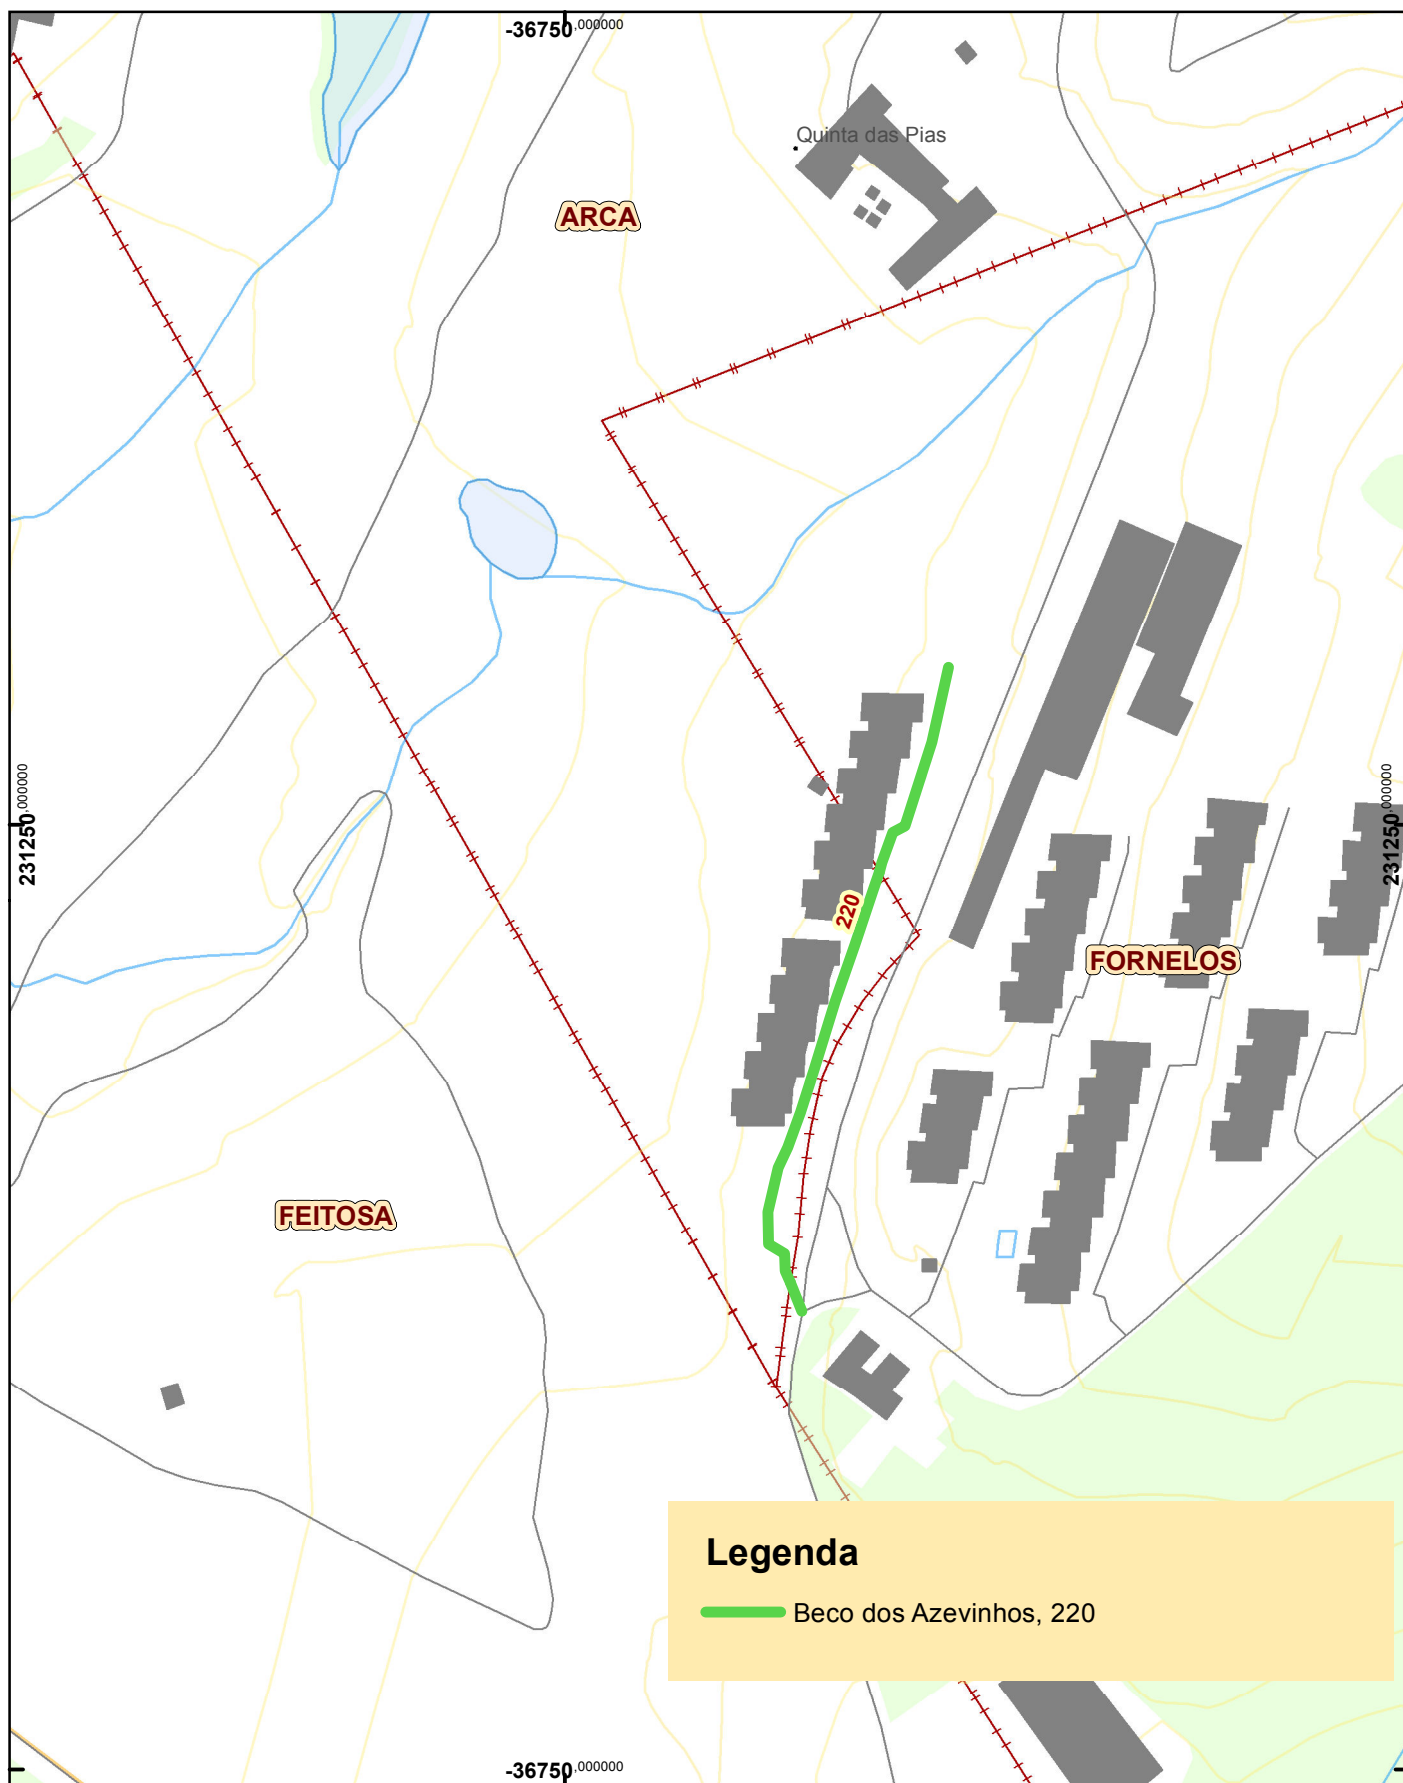 -36750,000000
Quinta das Pias
ARCA
231250,000000
231250,000000
220
FORNELOS
FEITOSA
Legenda
Beco dos Azevinhos, 220
-36750,000000